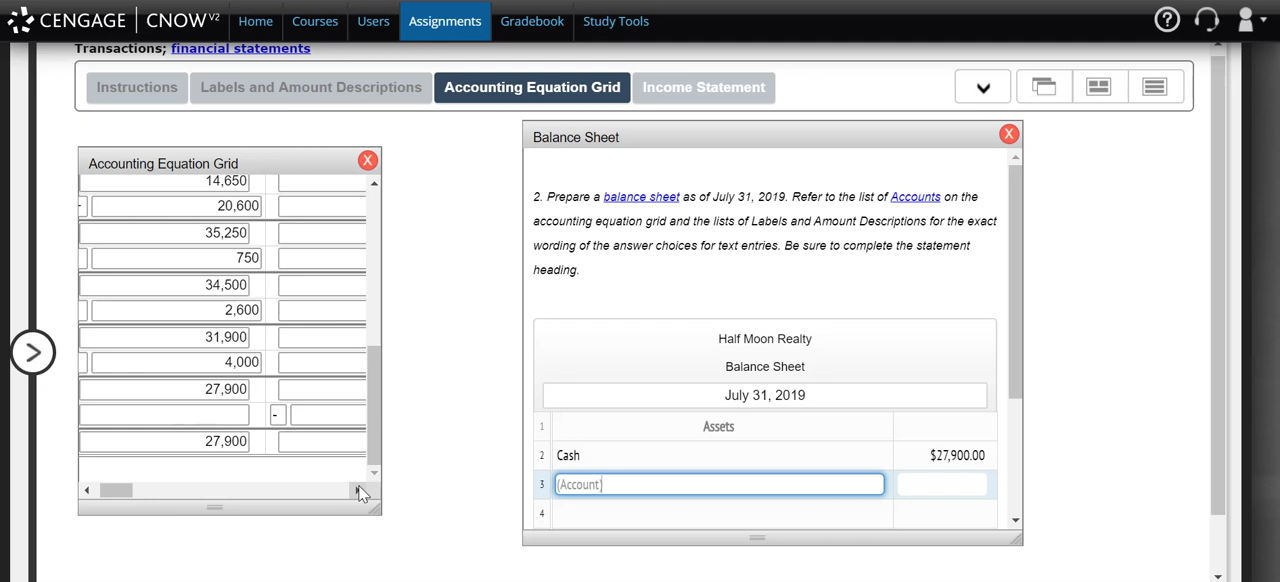 CENGAGE | CNOWV2 Home Courses Users Assignments Gradebook Study Tools
Transactions; financial statements
Instructions Labels and Amount Descriptions Accounting Equation Grid Income Statement
Accounting Equation Grid X
14,650
- 20,600
35,250
750
34,500
2,600
31,900
4,000
27,900
-
27,900
Balance Sheet X
2. Prepare a balance sheet as of July 31, 2019. Refer to the list of Accounts on the
accounting equation grid and the lists of Labels and Amount Descriptions for the exact
wording of the answer choices for text entries. Be sure to complete the statement
heading.
Half Moon Realty
Balance Sheet
July 31, 2019
1 Assets
2 Cash $27,900.00
3 (Account)
4